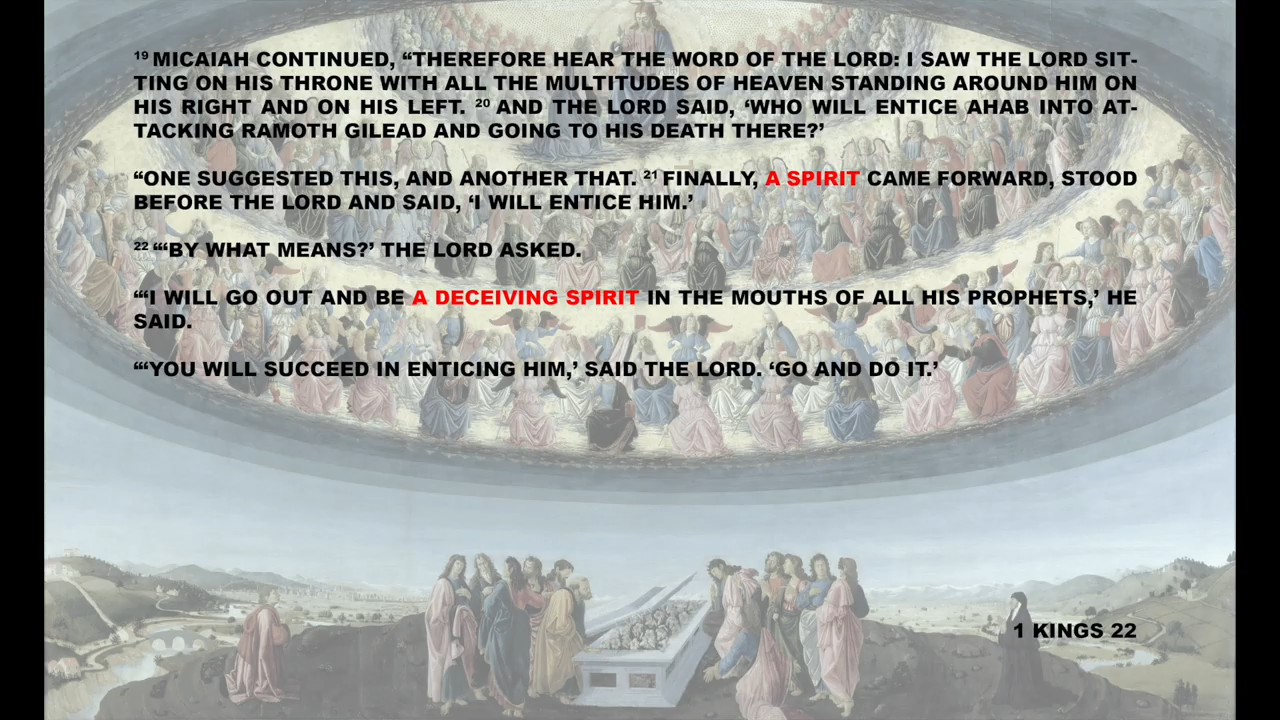 19 MICAIAH CONTINUED, “THEREFORE HEAR THE WORD OF THE LORD: I SAW THE LORD SIT-
TING ON HIS THRONE WITH ALL THE MULTITUDES OF HEAVEN STANDING AROUND HIM ON
HIS RIGHT AND ON HIS LEFT. 20 AND THE LORD SAID, ‘WHO WILL ENTICE AHAB INTO AT-
TACKING RAMOTH GILEAD AND GOING TO HIS DEATH THERE?’
“ONE SUGGESTED THIS, AND ANOTHER THAT. 21 FINALLY, A SPIRIT CAME FORWARD, STOOD
BEFORE THE LORD AND SAID, ‘I WILL ENTICE HIM.’
22 “‘BY WHAT MEANS?’ THE LORD ASKED.
“‘I WILL GO OUT AND BE A DECEIVING SPIRIT IN THE MOUTHS OF ALL HIS PROPHETS,’ HE
SAID.
“‘YOU WILL SUCCEED IN ENTICING HIM,’ SAID THE LORD. ‘GO AND DO IT.’
1 KINGS 22